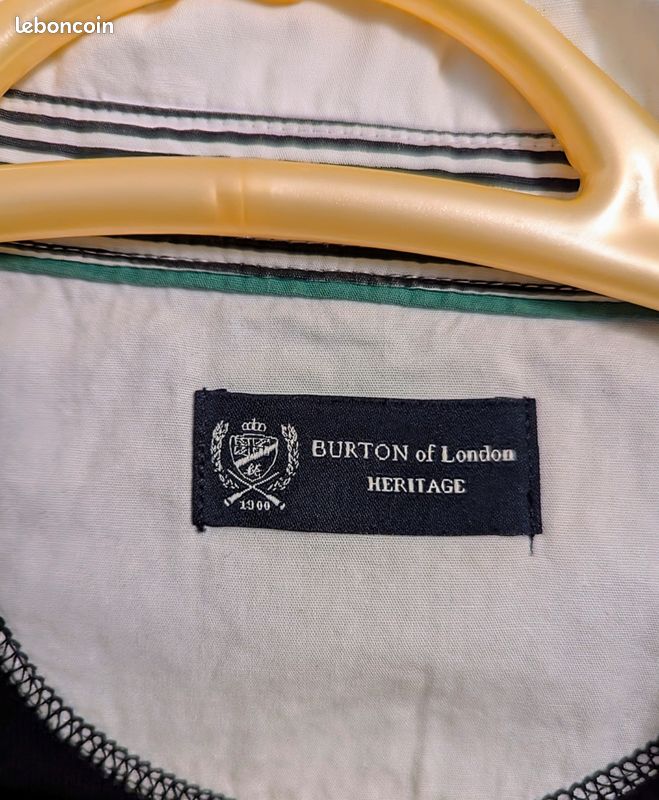 leboncoin
BURTON of London
HERITAGE
1900